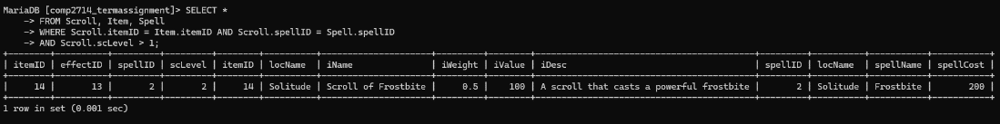 MariaDB [comp2714_termassignment]> SELECT *
    -> FROM Scroll, Item, Spell
    -> WHERE Scroll.itemID = Item.itemID AND Scroll.spellID = Spell.spellID
    -> AND Scroll.scLevel > 1;
+--------+----------+---------+---------+--------+----------+---------------------+---------+--------+----------------------------------------+---------+----------+-----------+-----------+
| itemID | effectID | spellID | scLevel | itemID | locName  | iName               | iWeight | iValue | iDesc                                  | spellID | locName  | spellName | spellCost |
+--------+----------+---------+---------+--------+----------+---------------------+---------+--------+----------------------------------------+---------+----------+-----------+-----------+
|     14 |       13 |       2 |       2 |     14 | Solitude | Scroll of Frostbite |     0.5 |    100 | A scroll that casts a powerful frostbite |       2 | Solitude | Frostbite |       200 |
+--------+----------+---------+---------+--------+----------+---------------------+---------+--------+----------------------------------------+---------+----------+-----------+-----------+
1 row in set (0.001 sec)